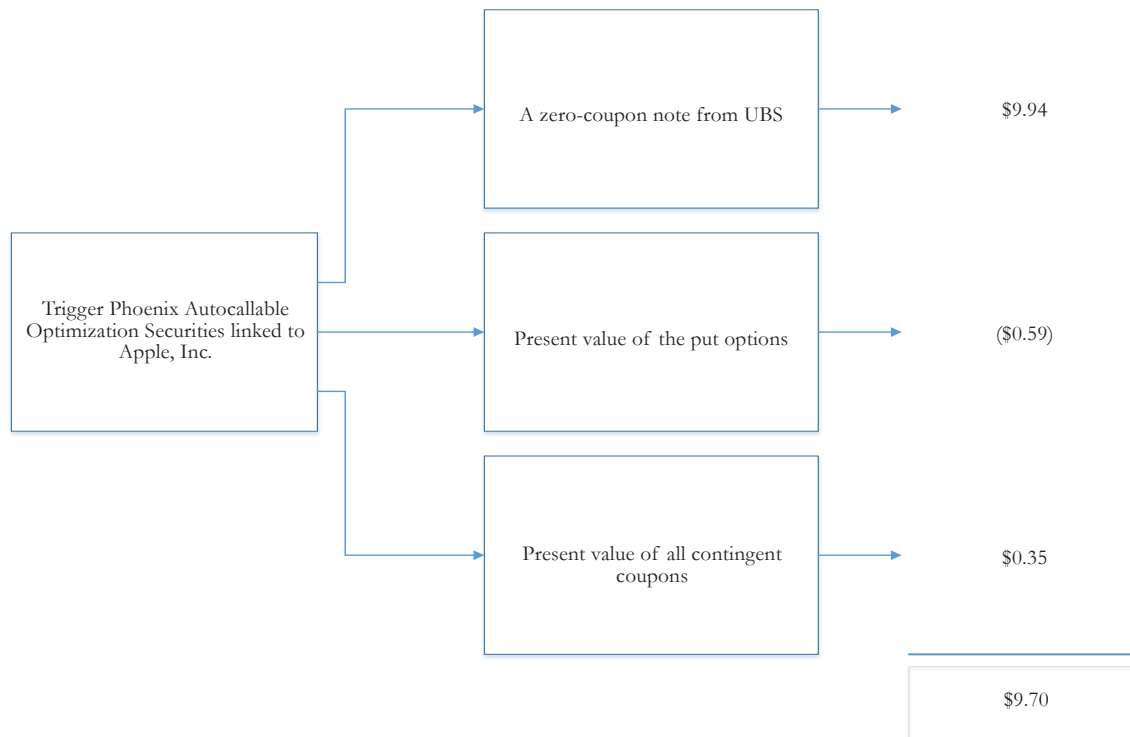 A zero-coupon note from UBS
$9.94
Trigger Phoenix Autocallable
Optimization Securities linked to
Apple, Inc.
Present value of the put options
($0.59)
Present value of all contingent
coupons
$0.35
$9.70